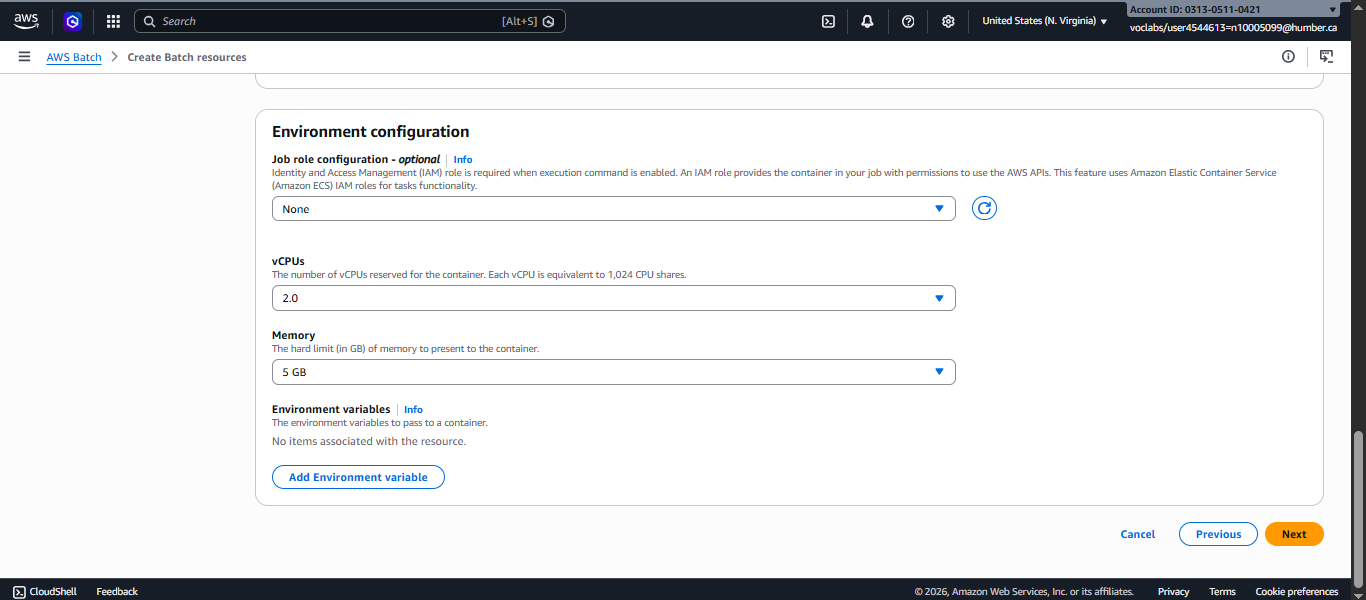 aws
Search
[Alt+S]
United States (N. Virginia)
Account ID: 0313-0511-0421
voclabs/user4544613=n10005099@humber.ca
AWS Batch
Create Batch resources
Environment configuration
Job role configuration - optional
Info
Identity and Access Management (IAM) role is required when execution command is enabled. An IAM role provides the container in your job with permissions to use the AWS APIs. This feature uses Amazon Elastic Container Service
(Amazon ECS) IAM roles for tasks functionality.
None
vCPUs
The number of vCPUs reserved for the container. Each vCPU is equivalent to 1,024 CPU shares.
2.0
Memory
The hard limit (in GB) of memory to present to the container.
5 GB
Environment variables
Info
The environment variables to pass to a container.
No items associated with the resource.
Add Environment variable
Cancel
Previous
Next
CloudShell
Feedback
© 2026, Amazon Web Services, Inc. or its affiliates.
Privacy
Terms
Cookie preferences